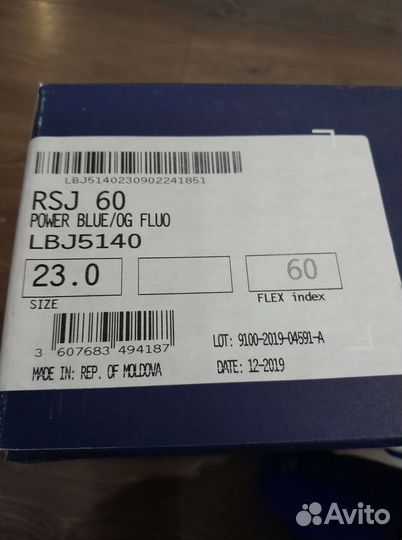 LBJ5140230902241851
RSJ 60
POWER BLUE/OG FLUO
LBJ5140
23.0 60
SIZE FLEX index
3 607683 494187
LOT: 9100-2019-04591-A
MADE IN: REP. OF MOLDOVA DATE: 12-2019
Avito